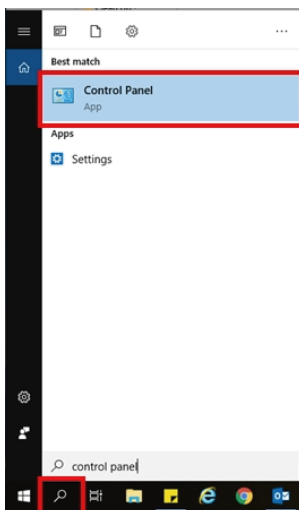 Best match
Control Panel
App
Apps
Settings
control panel